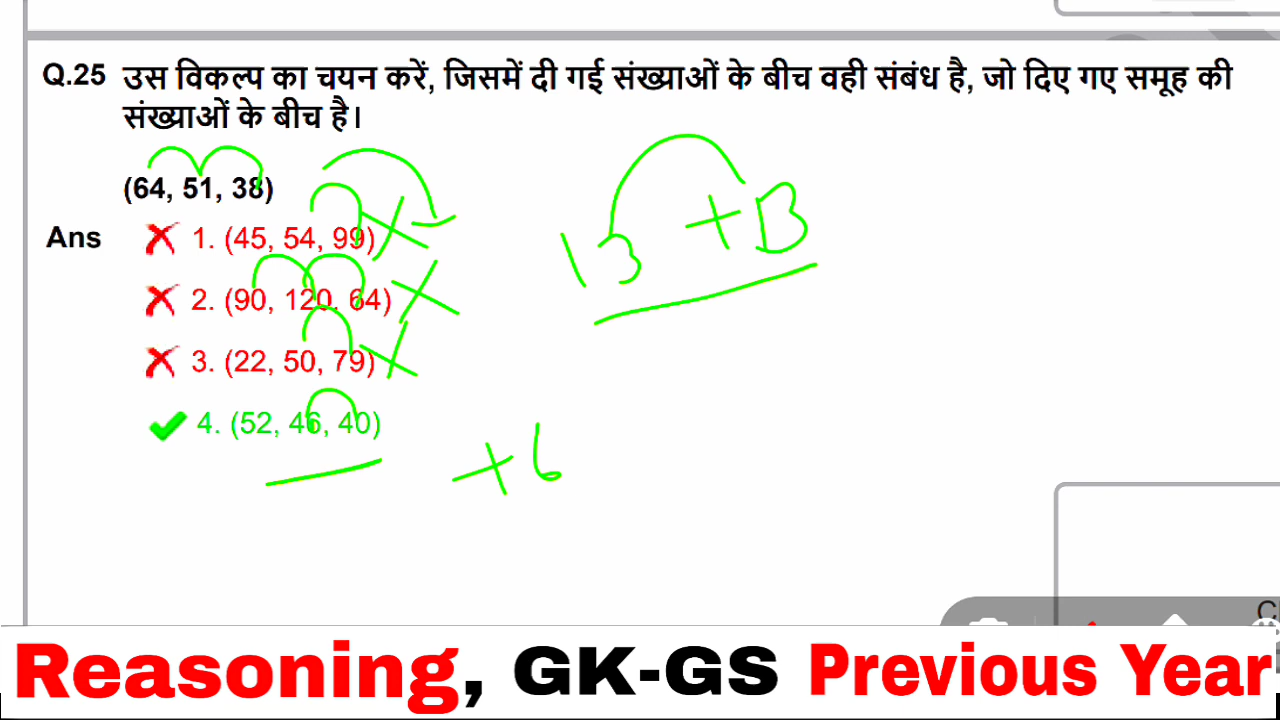 Q.25 उस विकल्प का चयन करें, जिसमें दी गई संख्याओं के बीच वही संबंध है, जो दिए गए समूह की
संख्याओं के बीच है।
(64, 51, 38)
13 + 13
Ans 1. (45, 54, 99)
2. (90, 120, 64)
3. (22, 50, 79)
4. (52, 46, 40)
+6
Reasoning, GK-GS Previous Year